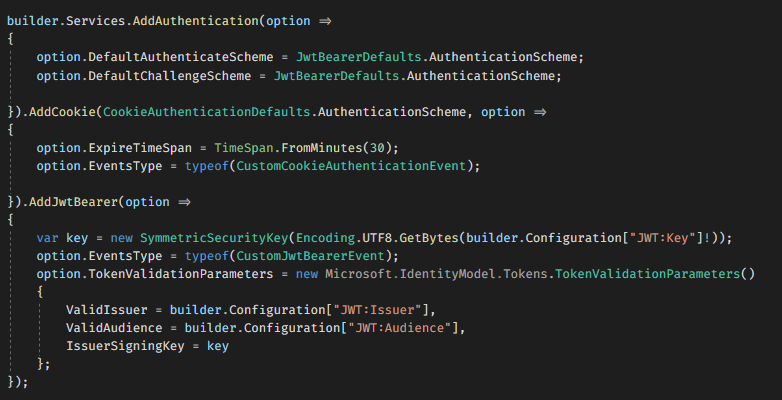 builder.Services.AddAuthentication(option =>
{
    option.DefaultAuthenticateScheme = JwtBearerDefaults.AuthenticationScheme;
    option.DefaultChallengeScheme = JwtBearerDefaults.AuthenticationScheme;
}).AddCookie(CookieAuthenticationDefaults.AuthenticationScheme, option =>
{
    option.ExpireTimeSpan = TimeSpan.FromMinutes(30);
    option.EventsType = typeof(CustomCookieAuthenticationEvent);
}).AddJwtBearer(option =>
{
    var key = new SymmetricSecurityKey(Encoding.UTF8.GetBytes(builder.Configuration["JWT:Key"]!));
    option.EventsType = typeof(CustomJwtBearerEvent);
    option.TokenValidationParameters = new Microsoft.IdentityModel.Tokens.TokenValidationParameters()
    {
        ValidIssuer = builder.Configuration["JWT:Issuer"],
        ValidAudience = builder.Configuration["JWT:Audience"],
        IssuerSigningKey = key
    };
});